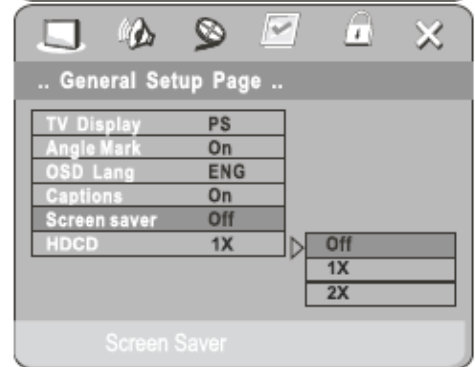 .. General Setup Page ..
TV Display PS
Angle Mark On
OSD Lang ENG
Captions On
Screen saver Off
HDCD 1X
Off
1X
2X
Screen Saver